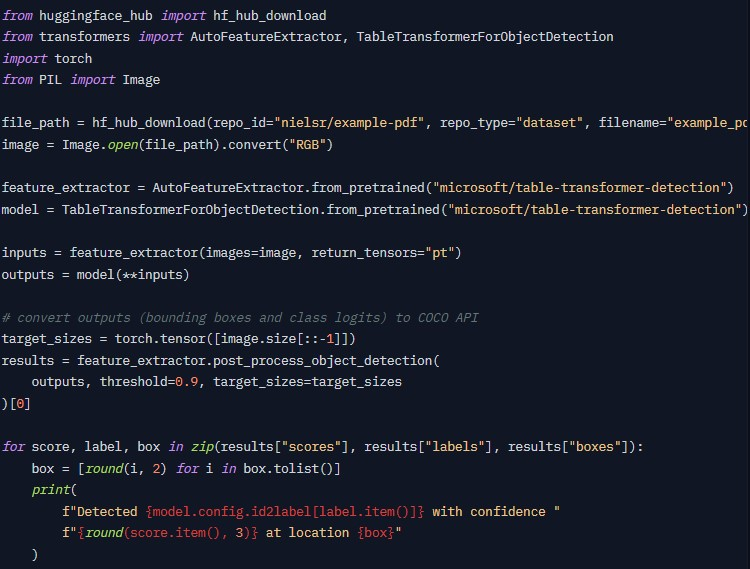 from huggingface_hub import hf_hub_download
from transformers import AutoFeatureExtractor, TableTransformerForObjectDetection
import torch
from PIL import Image
file_path = hf_hub_download(repo_id="nielsr/example-pdf", repo_type="dataset", filename="example_pd
image = Image.open(file_path).convert("RGB")
feature_extractor = AutoFeatureExtractor.from_pretrained("microsoft/table-transformer-detection")
model = TableTransformerForObjectDetection.from_pretrained("microsoft/table-transformer-detection")
inputs = feature_extractor(images=image, return_tensors="pt")
outputs = model(**inputs)
# convert outputs (bounding boxes and class logits) to COCO API
target_sizes = torch.tensor([image.size[::-1]])
results = feature_extractor.post_process_object_detection(
    outputs, threshold=0.9, target_sizes=target_sizes
)[0]
for score, label, box in zip(results["scores"], results["labels"], results["boxes"]):
    box = [round(i, 2) for i in box.tolist()]
    print(
        f"Detected {model.config.id2label[label.item()]} with confidence "
        f"{round(score.item(), 3)} at location {box}"
    )